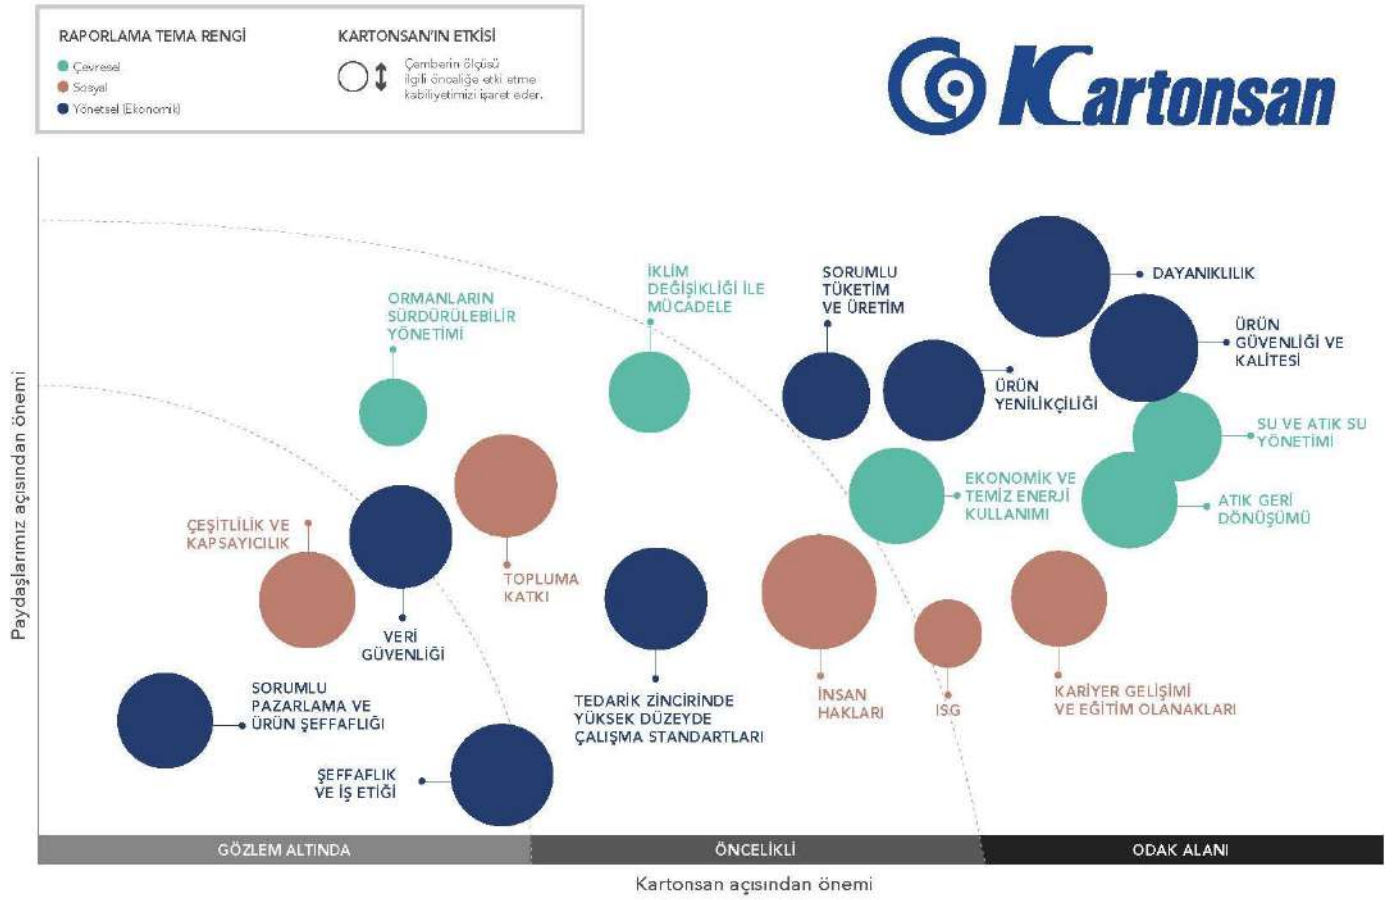 RAPORLAMA TEMA RENGİ
Çevresel
Sosyal
Yönetsel (Ekonomik)
KARTONSAN'IN ETKİSİ
Çemberin ölçüsü
ilgili önceliğe etki etme
kabiliyetimizi işaret eder.
Kartonsan
Paydaşlarımız açısından önemi
ORMANLARIN
SÜRDÜRÜLEBİLİR
YÖNETİMİ
İKLİM
DEĞİŞİKLİĞİ İLE
MÜCADELE
SORUMLU
TÜKETİM
VE ÜRETİM
DAYANIKLILIK
ÜRÜN
GÜVENLİĞİ VE
KALİTESİ
ÜRÜN
YENİLİKÇİLİĞİ
SU VE ATIK SU
YÖNETİMİ
EKONOMİK VE
TEMİZ ENERJİ
KULLANIMI
ATIK GERİ
DÖNÜŞÜMÜ
ÇEŞİTLİLİK VE
KAPSAYICILIK
TOPLUMA
KATKI
VERİ
GÜVENLİĞİ
SORUMLU
PAZARLAMA VE
ÜRÜN ŞEFFAFLIĞI
TEDARİK ZİNCİRİNDE
YÜKSEK DÜZEYDE
ÇALIŞMA STANDARTLARI
İNSAN
HAKLARI
ISG
KARİYER GELİŞİMİ
VE EĞİTİM OLANAKLARI
ŞEFFAFLIK
VE İŞ ETİĞİ
GÖZLEM ALTINDA
ÖNCELİKLİ
ODAK ALANI
Kartonsan açısından önemi